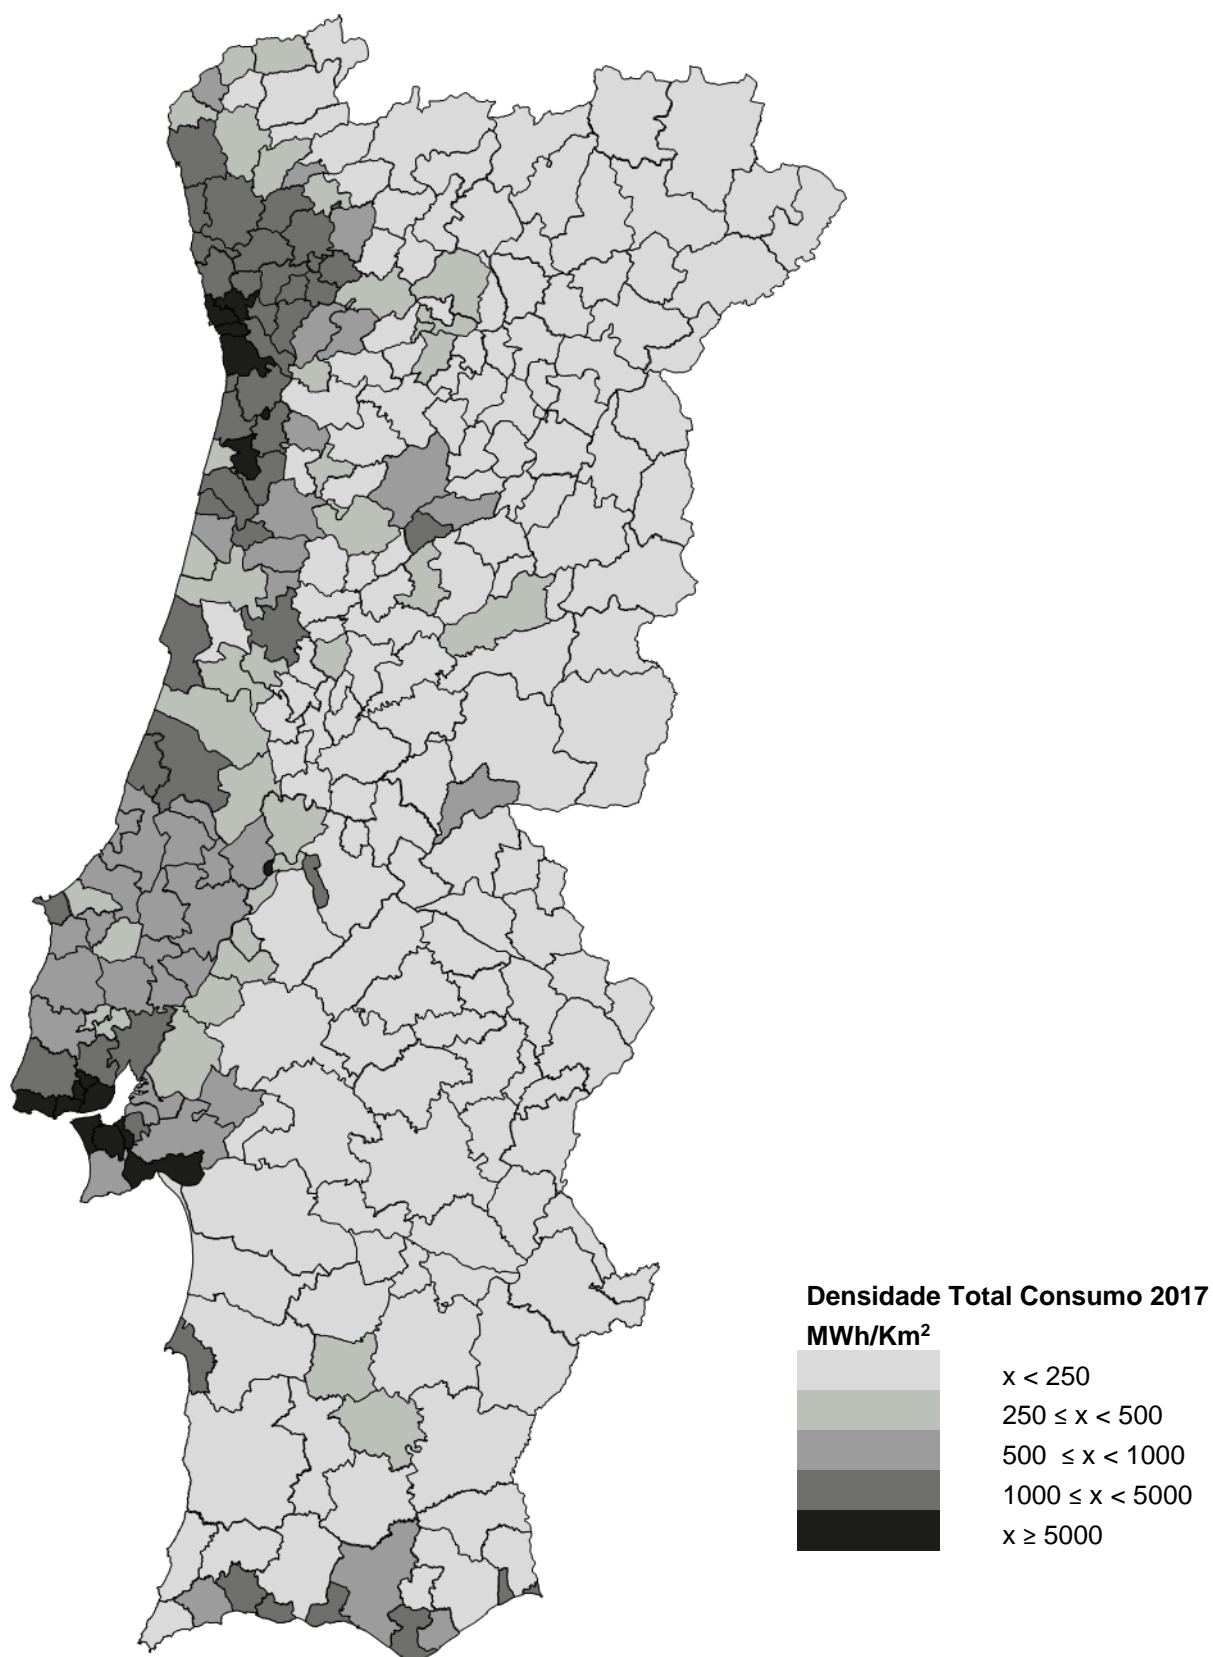 Densidade Total Consumo 2017
MWh/Km²
x < 250
250 ≤ x < 500
500 ≤ x < 1000
1000 ≤ x < 5000
x ≥ 5000